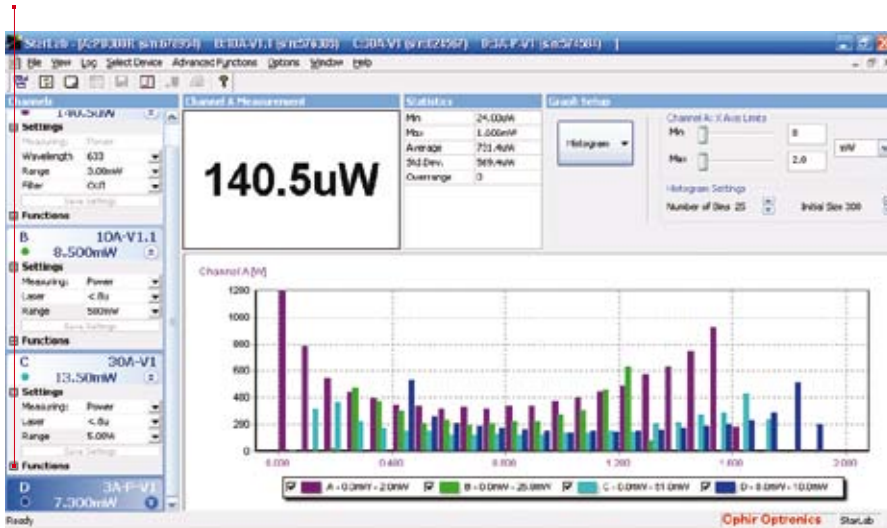 StarLab - [A:PD300R (s/n:678954) B:10A-V1.1 (s/n:576305) C:30A-V1 (s/n:624567) D:3A-P-V1 (s/n:574584) ]
File View Log Select Device Advanced Functions Options Window Help
Channels
140.5uW
Settings
Measuring: Power
Wavelength 633
Range 3.00mW
Filter OUT
Save Settings
Functions
B 10A-V1.1
8.500mW
Settings
Measuring: Power
Laser <.8u
Range 500mW
Save Settings
Functions
C 30A-V1
13.50mW
Settings
Measuring: Power
Laser <.8u
Range 5.00W
Save Settings
Functions
D 3A-P-V1
7.300mW
Channel A Measurement
140.5uW
Statistics
Min 24.00uW
Max 1.600mW
Average 731.4uW
Std.Dev. 569.4uW
Overrange 0
Graph Setup
Histogram
Channel A: X Axis Limits
Min 0
Max 2.0
mW
Histogram Settings
Number of Bins 25 Initial Size 300
Channel A [W]
1200
1000
800
600
400
200
0
0.000 0.400 0.800 1.200 1.600 2.000
A - 0.0mW - 2.0mW B - 0.0mW - 25.0mW C - 0.0mW - 51.0mW D - 0.0mW - 10.0mW
Ready
Ophir Optronics StarLab